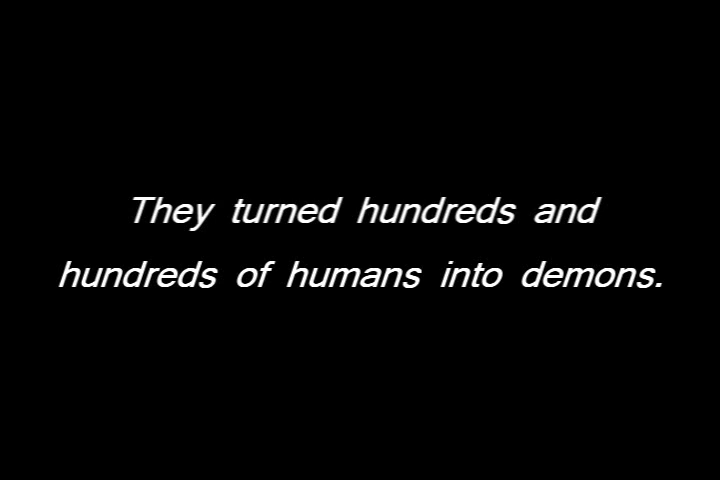 They turned hundreds and
hundreds of humans into demons.